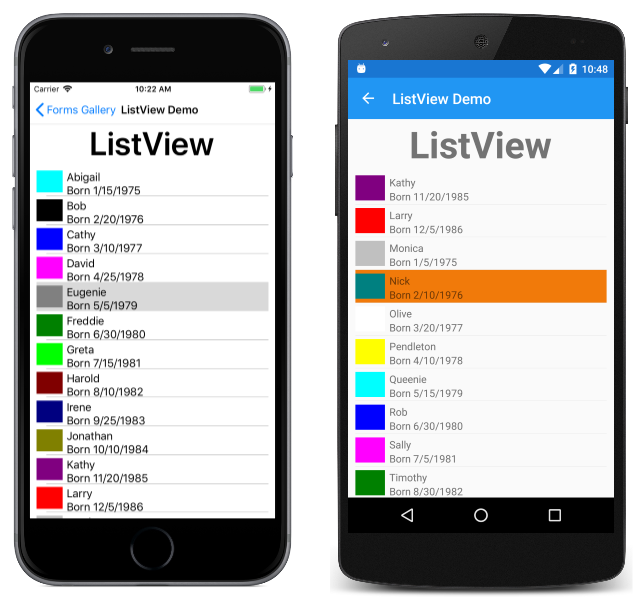 Carrier 10:22 AM
Forms Gallery ListView Demo
ListView
Abigail
Born 1/15/1975
Bob
Born 2/20/1976
Cathy
Born 3/10/1977
David
Born 4/25/1978
Eugenie
Born 5/5/1979
Freddie
Born 6/30/1980
Greta
Born 7/15/1981
Harold
Born 8/10/1982
Irene
Born 9/25/1983
Jonathan
Born 10/10/1984
Kathy
Born 11/20/1985
Larry
Born 12/5/1986
10:48
ListView Demo
ListView
Kathy
Born 11/20/1985
Larry
Born 12/5/1986
Monica
Born 1/5/1975
Nick
Born 2/10/1976
Olive
Born 3/20/1977
Pendleton
Born 4/10/1978
Queenie
Born 5/15/1979
Rob
Born 6/30/1980
Sally
Born 7/5/1981
Timothy
Born 8/30/1982